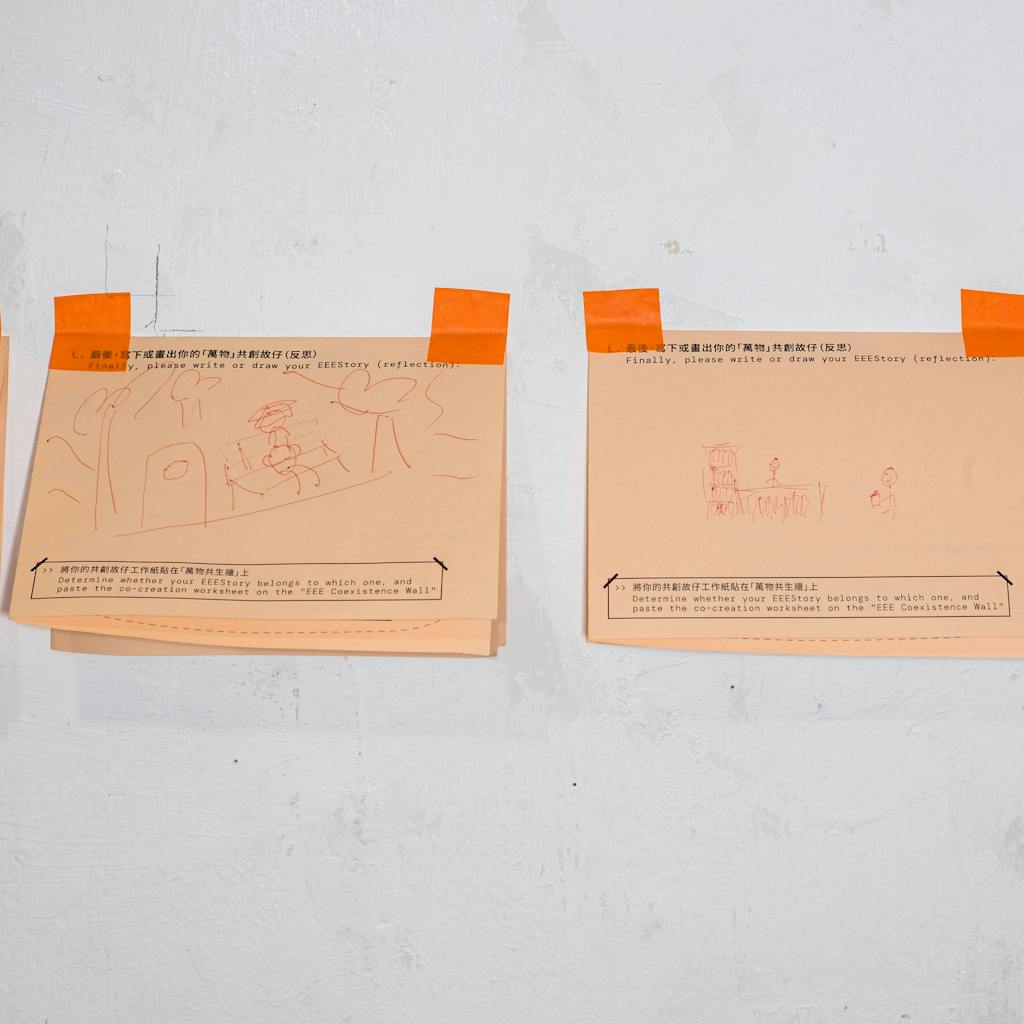 L. 最後，寫下或畫出你的「萬物」共創故仔（反思）
Finally, please write or draw your EEEStory (reflection):
>> 將你的共創故仔工作紙貼在「萬物共生牆」上
Determine whether your EEEStory belongs to which one, and
paste the co-creation worksheet on the "EEE Coexistence Wall"
L. 最後，寫下或畫出你的「萬物」共創故仔（反思）
Finally, please write or draw your EEEStory (reflection):
>> 將你的共創故仔工作紙貼在「萬物共生牆」上
Determine whether your EEEStory belongs to which one, and
paste the co-creation worksheet on the "EEE Coexistence Wall"